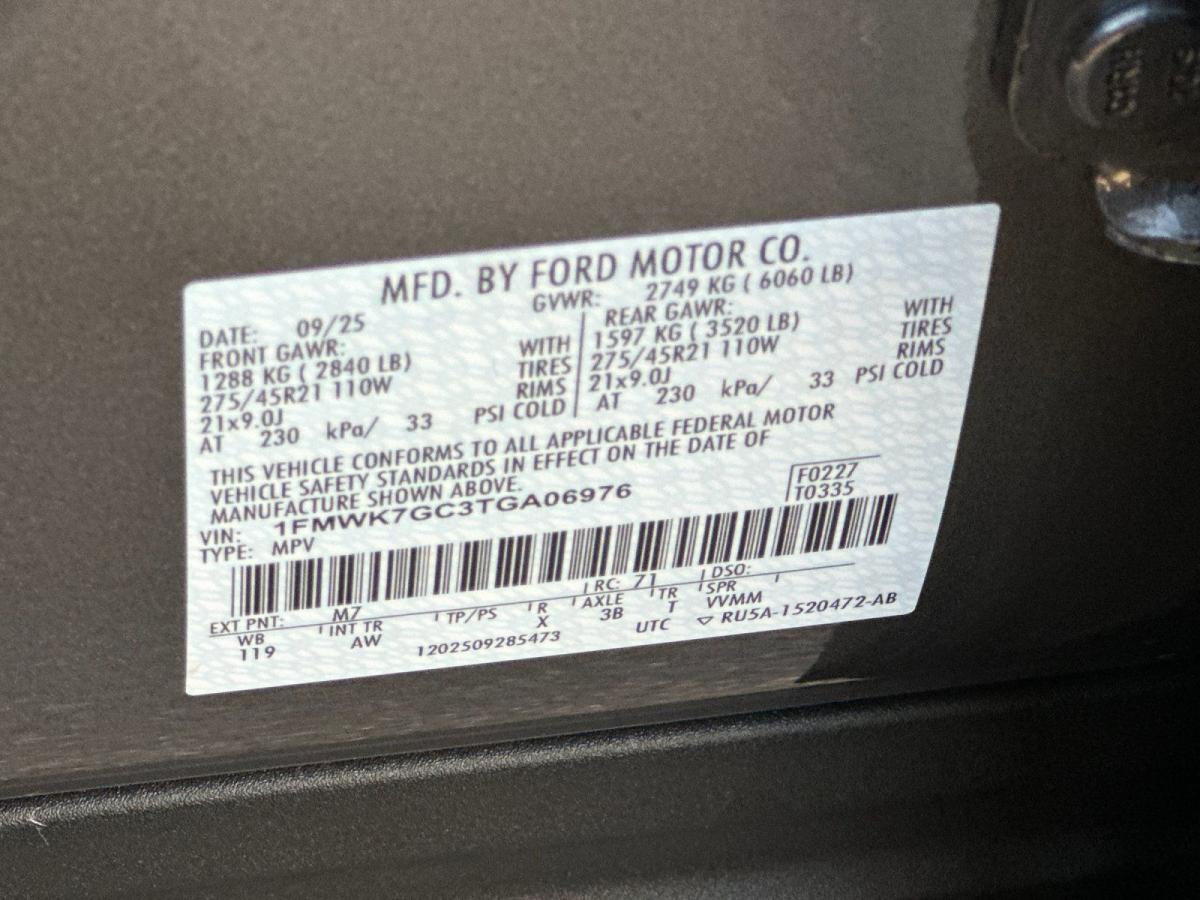 MFD. BY FORD MOTOR CO.
DATE: 09/25 GVWR: 2749 KG ( 6060 LB)
FRONT GAWR:
1288 KG ( 2840 LB) WITH
275/45R21 110W TIRES
21x9.0J RIMS
AT 230 kPa/ 33 PSI COLD
REAR GAWR:
1597 KG ( 3520 LB) WITH
275/45R21 110W TIRES
21x9.0J RIMS
AT 230 kPa/ 33 PSI COLD
THIS VEHICLE CONFORMS TO ALL APPLICABLE FEDERAL MOTOR
VEHICLE SAFETY STANDARDS IN EFFECT ON THE DATE OF
MANUFACTURE SHOWN ABOVE.
F0227
T0335
VIN: 1FMWK7GC3TGA06976
TYPE: MPV
EXT PNT: M7 RC: 71 DSO:
WB INT TR TP/PS R AXLE TR SPR
119 AW X 3B T VVMM
1202509285473 UTC ▽ RU5A-1520472-AB